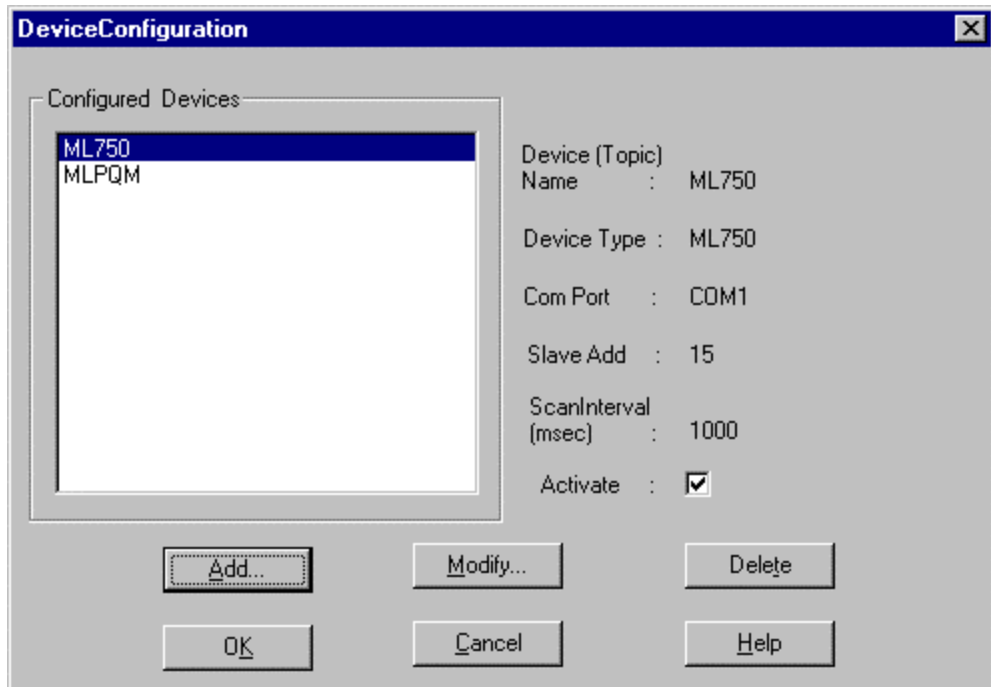 DeviceConfiguration
Configured Devices
ML750
MLPQM
Device (Topic)
Name : ML750
Device Type : ML750
Com Port : COM1
Slave Add : 15
ScanInterval
(msec) : 1000
Activate :
Add... Modify... Delete
OK Cancel Help